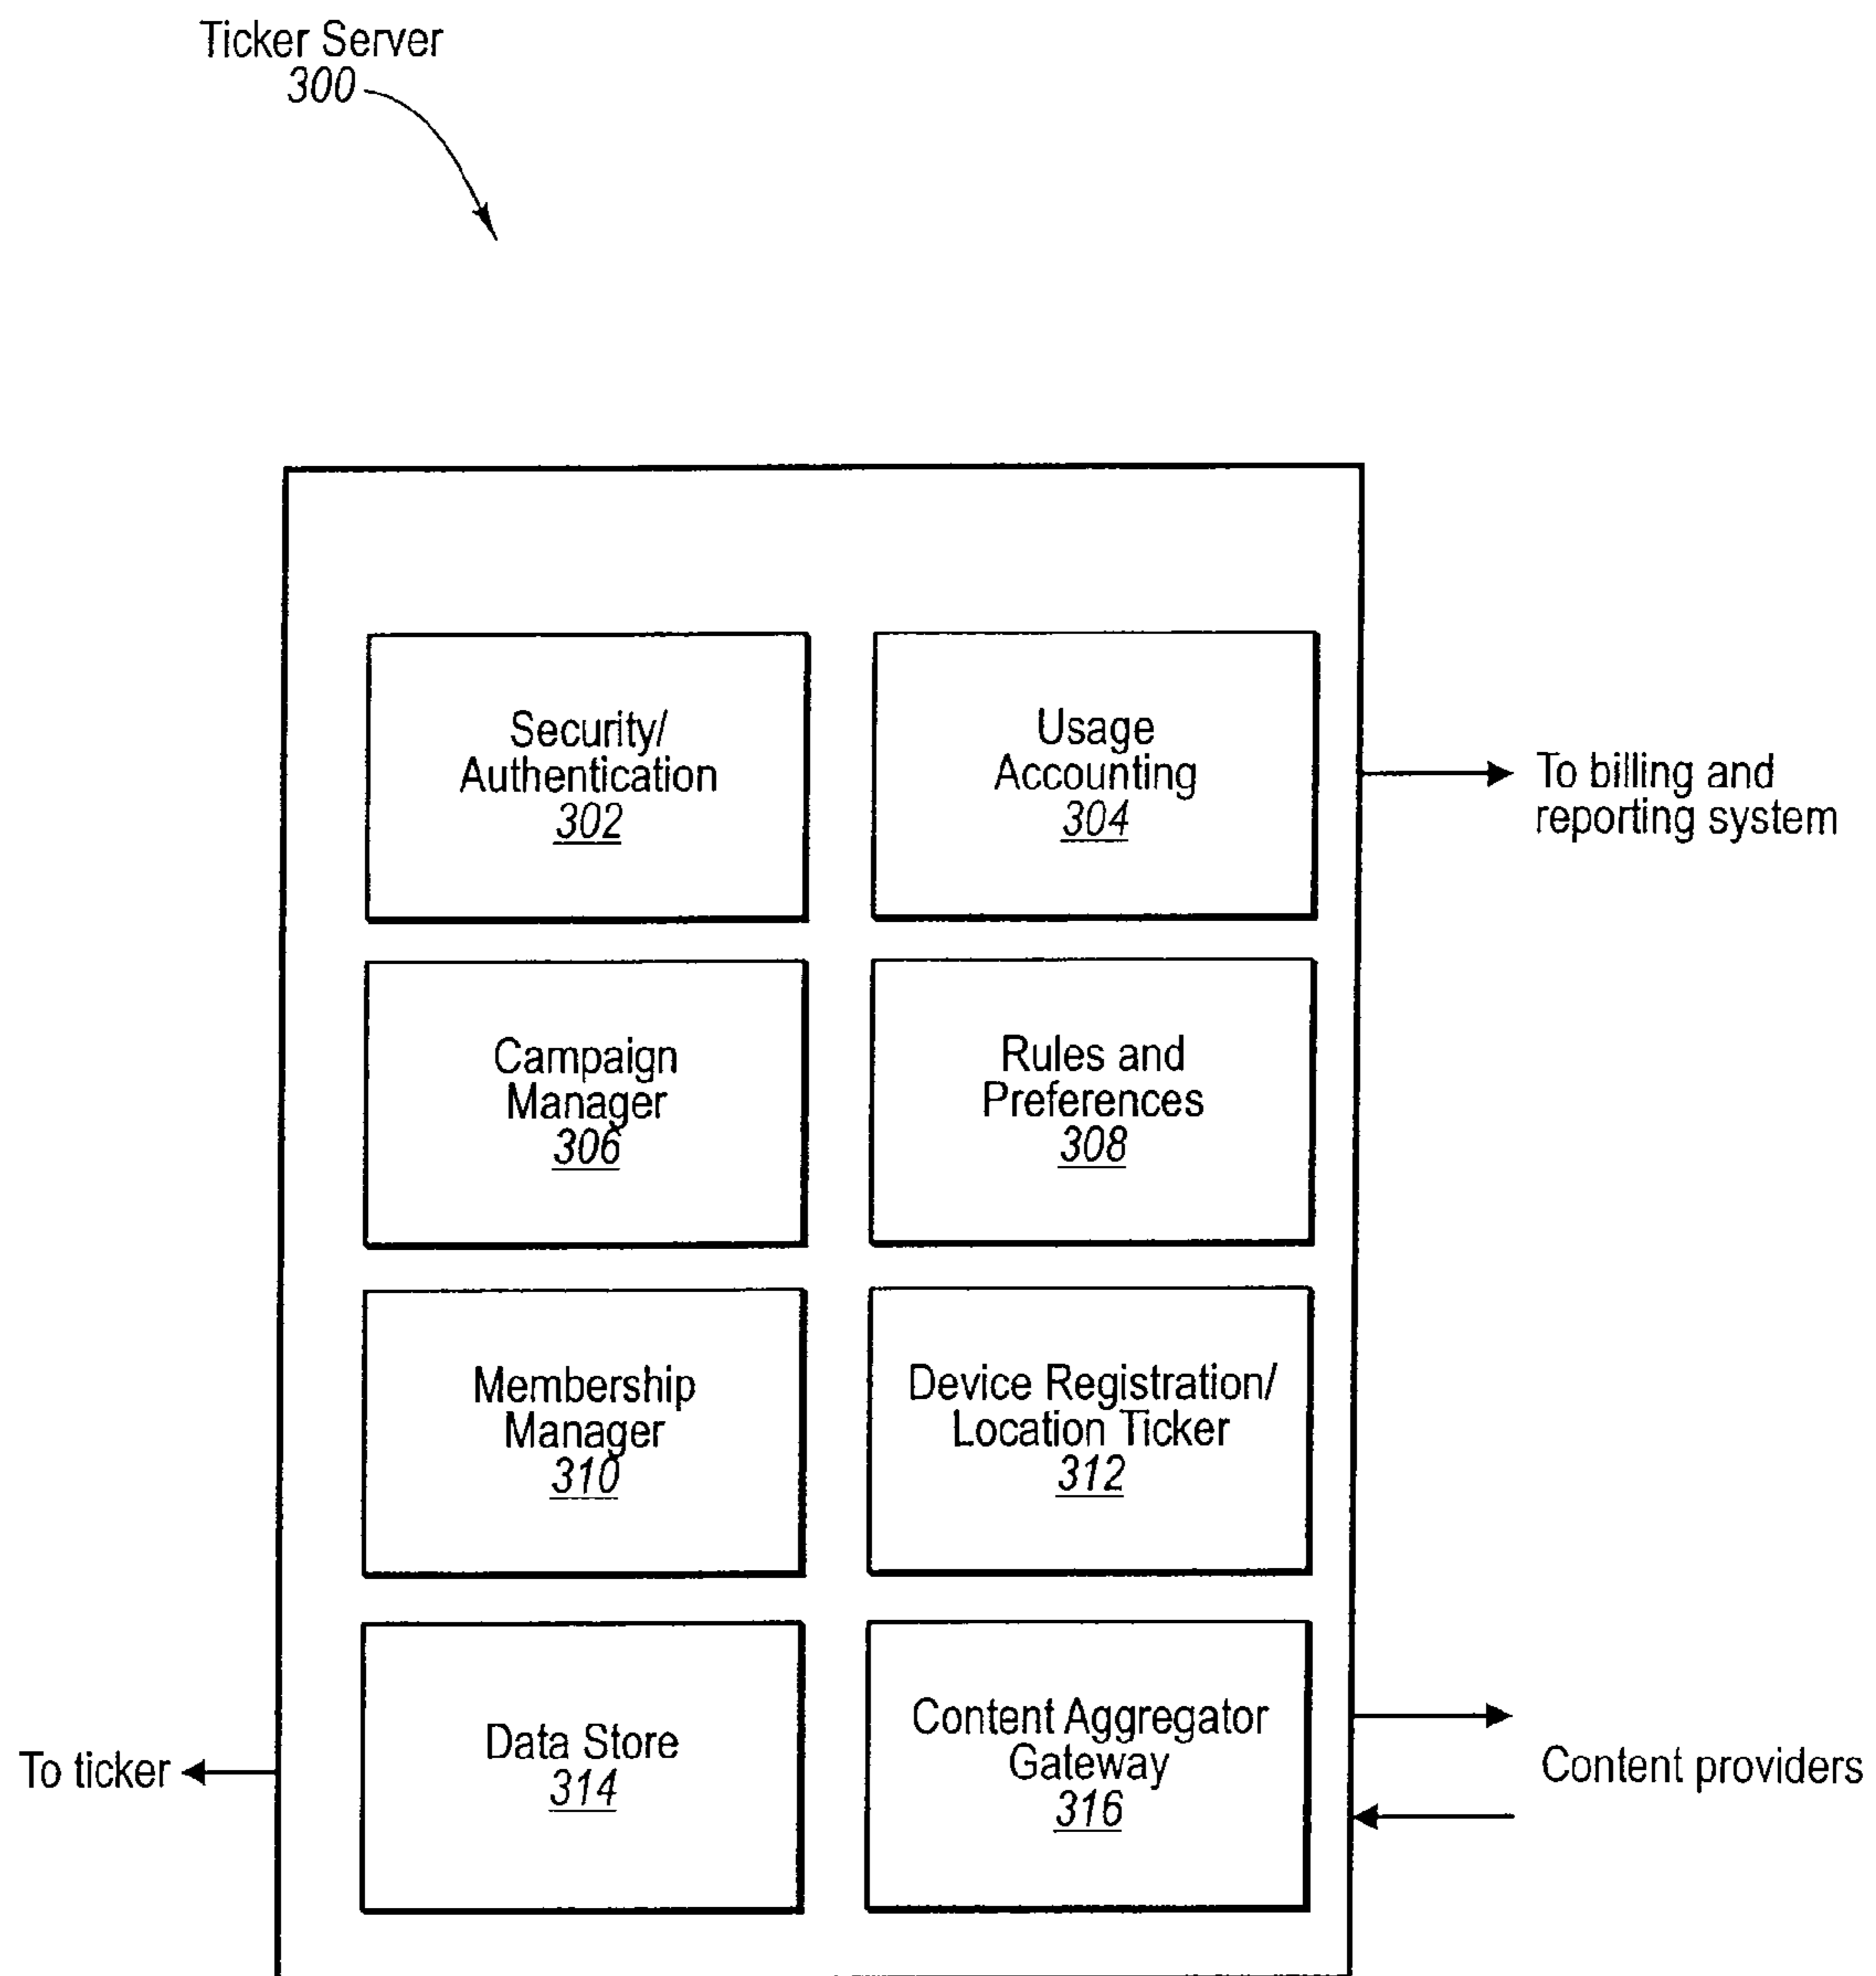 Ticker Server
300
Security/
Authentication
302
Usage
Accounting
304
To billing and
reporting system
Campaign
Manager
306
Rules and
Preferences
308
Membership
Manager
310
Device Registration/
Location Ticker
312
To ticker
Data Store
314
Content Aggregator
Gateway
316
Content providers